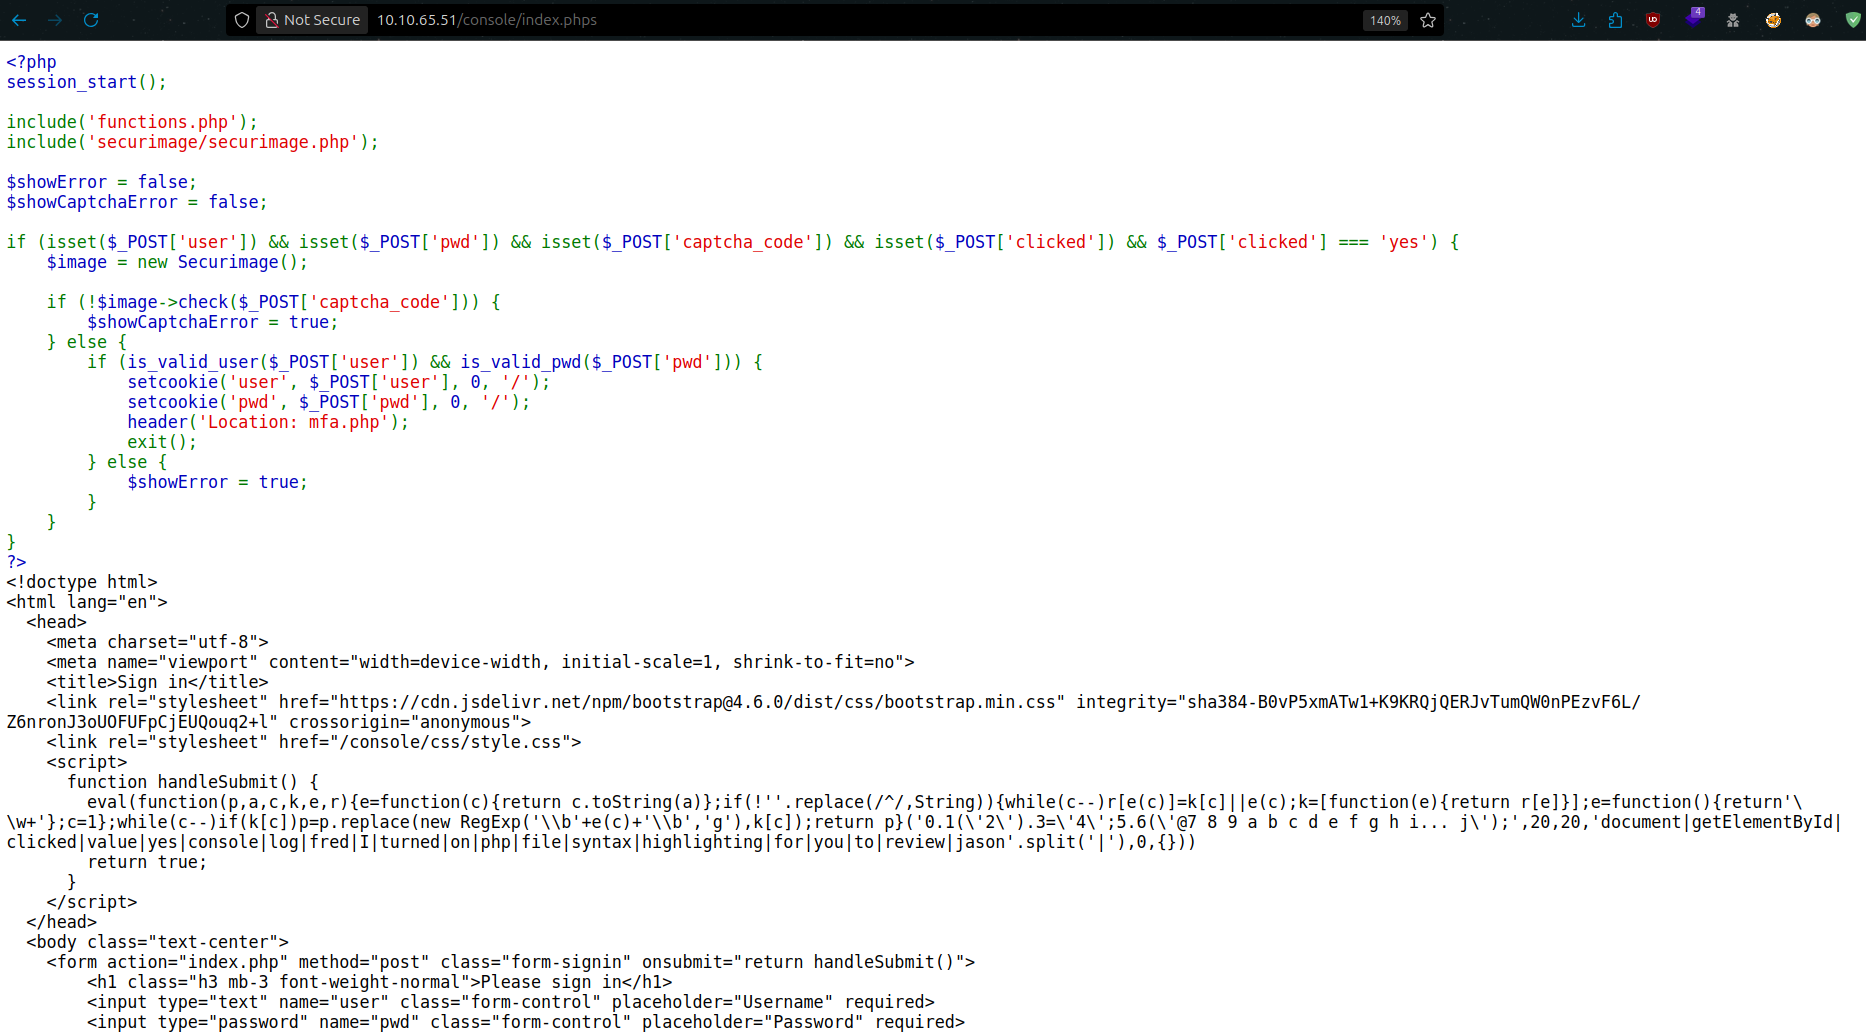 Not Secure 10.10.65.51/console/index.phps 140% 4
<?php
session_start();
include('functions.php');
include('securimage/securimage.php');
$showError = false;
$showCaptchaError = false;
if (isset($_POST['user']) && isset($_POST['pwd']) && isset($_POST['captcha_code']) && isset($_POST['clicked']) && $_POST['clicked'] === 'yes') {
    $image = new Securimage();
    if (!$image->check($_POST['captcha_code'])) {
        $showCaptchaError = true;
    } else {
        if (is_valid_user($_POST['user']) && is_valid_pwd($_POST['pwd'])) {
            setcookie('user', $_POST['user'], 0, '/');
            setcookie('pwd', $_POST['pwd'], 0, '/');
            header('Location: mfa.php');
            exit();
        } else {
            $showError = true;
        }
    }
}
?>
<!doctype html>
<html lang="en">
  <head>
    <meta charset="utf-8">
    <meta name="viewport" content="width=device-width, initial-scale=1, shrink-to-fit=no">
    <title>Sign in</title>
    <link rel="stylesheet" href="https://cdn.jsdelivr.net/npm/bootstrap@4.6.0/dist/css/bootstrap.min.css" integrity="sha384-B0vP5xmATw1+K9KRQjQERJvTumQW0nPEzvF6L/
Z6nronJ3oUOFUFpCjEUQouq2+l" crossorigin="anonymous">
    <link rel="stylesheet" href="/console/css/style.css">
    <script>
      function handleSubmit() {
        eval(function(p,a,c,k,e,r){e=function(c){return c.toString(a)};if(!''.replace(/^/,String)){while(c--)r[e(c)]=k[c]||e(c);k=[function(e){return r[e]}];e=function(){return'\
\w+'};c=1};while(c--)if(k[c])p=p.replace(new RegExp('\\b'+e(c)+'\\b','g'),k[c]);return p}('0.1(\'2\').3=\'4\';5.6(\'@7 8 9 a b c d e f g h i... j\');',20,20,'document|getElementById|
clicked|value|yes|console|log|fred|I|turned|on|php|file|syntax|highlighting|for|you|to|review|jason'.split('|'),0,{}))
        return true;
      }
    </script>
  </head>
  <body class="text-center">
    <form action="index.php" method="post" class="form-signin" onsubmit="return handleSubmit()">
        <h1 class="h3 mb-3 font-weight-normal">Please sign in</h1>
        <input type="text" name="user" class="form-control" placeholder="Username" required>
        <input type="password" name="pwd" class="form-control" placeholder="Password" required>